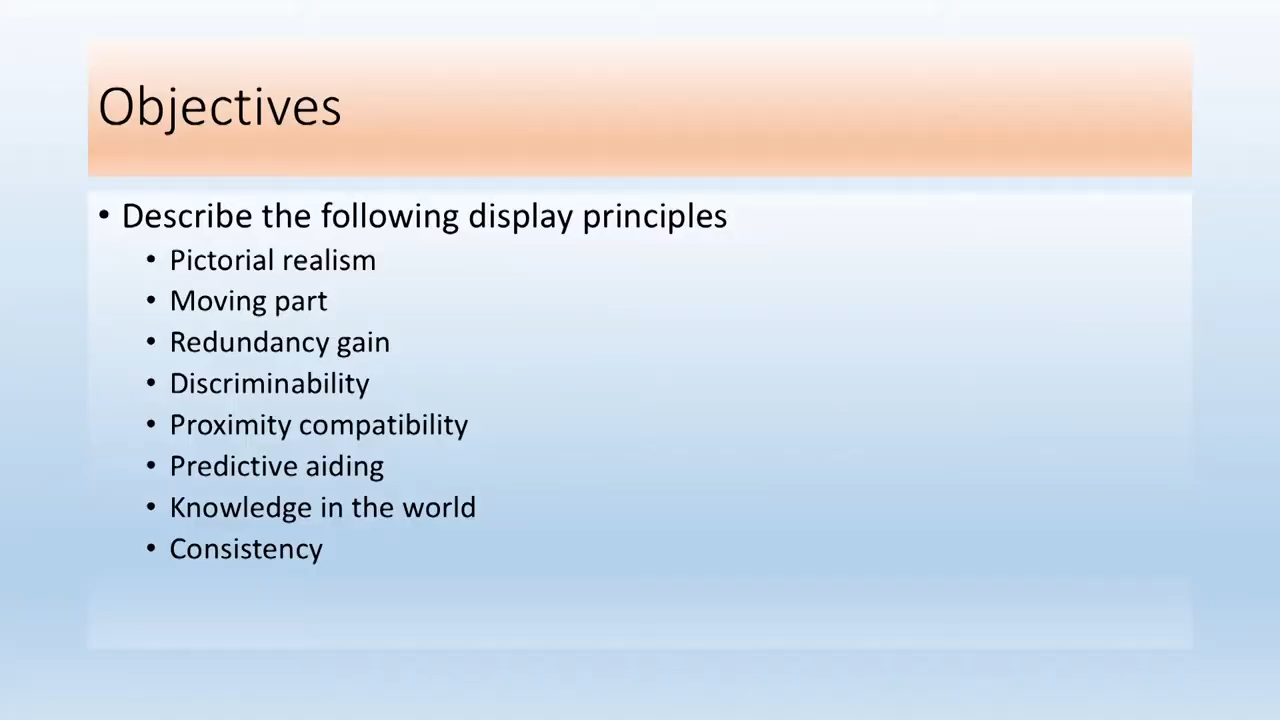 Objectives
• Describe the following display principles
• Pictorial realism
• Moving part
• Redundancy gain
• Discriminability
• Proximity compatibility
• Predictive aiding
• Knowledge in the world
• Consistency